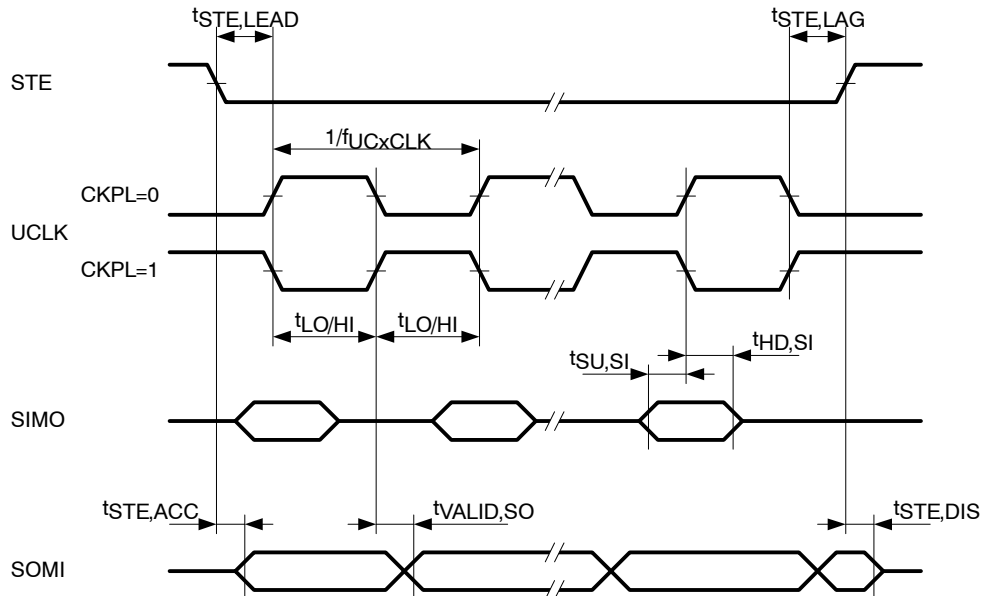 tSTE,LEAD
tSTE,LAG
STE
1/fUCxCLK
CKPL=0
UCLK
CKPL=1
tLO/HI
tLO/HI
tSU,SI
tHD,SI
SIMO
tSTE,ACC
tVALID,SO
tSTE,DIS
SOMI